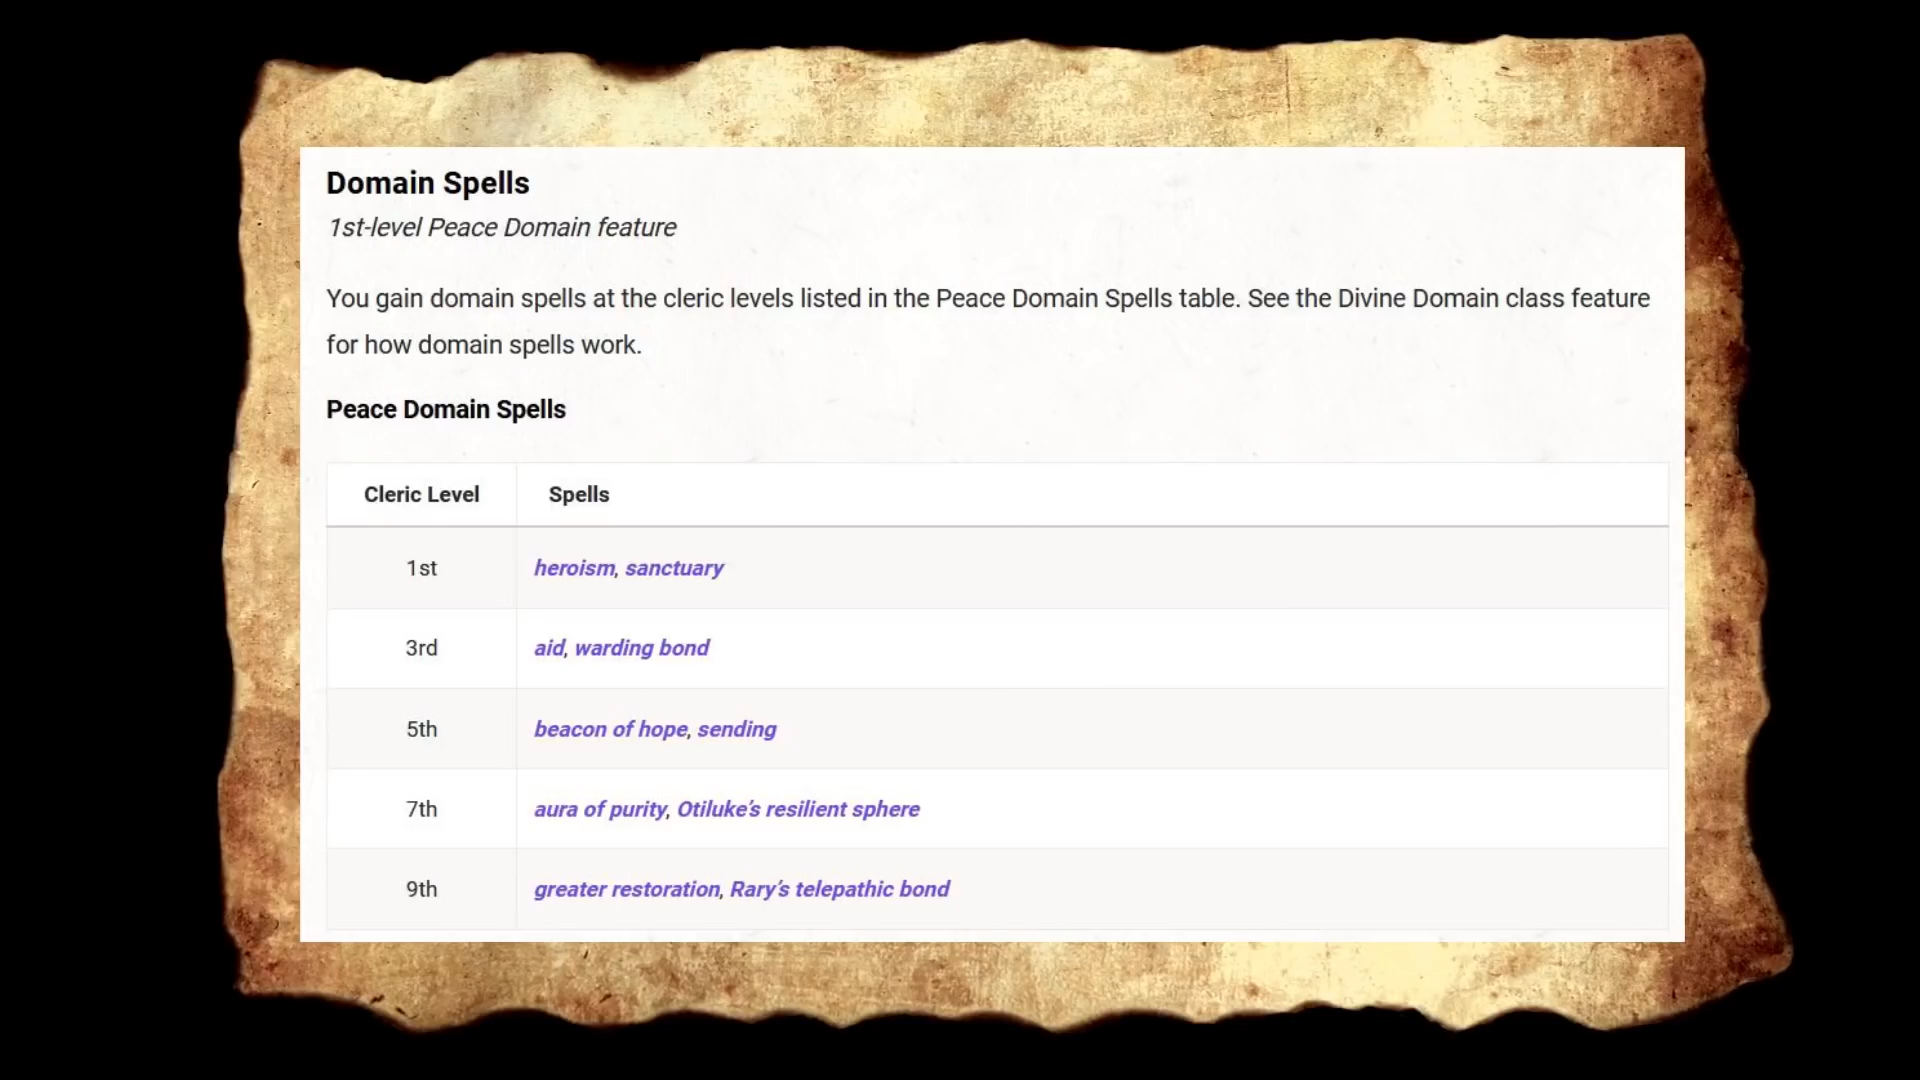 Domain Spells
1st-level Peace Domain feature
You gain domain spells at the cleric levels listed in the Peace Domain Spells table. See the Divine Domain class feature
for how domain spells work.
Peace Domain Spells
Cleric Level Spells
1st heroism, sanctuary
3rd aid, warding bond
5th beacon of hope, sending
7th aura of purity, Otiluke’s resilient sphere
9th greater restoration, Rary’s telepathic bond